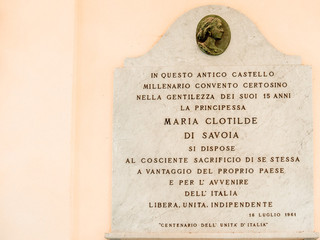 IN QUESTO ANTICO CASTELLO
MILLENARIO CONVENTO CERTOSINO
NELLA GENTILEZZA DEI SUOI 15 ANNI
LA PRINCIPESSA
MARIA CLOTILDE
DI SAVOIA
SI DISPOSE
AL COSCIENTE SACRIFICIO DI SE STESSA
A VANTAGGIO DEL PROPRIO PAESE
E PER L' AVVENIRE
DELL' ITALIA
LIBERA, UNITA, INDIPENDENTE
16 LUGLIO 1961
"CENTENARIO DELL' UNITA' D'ITALIA"